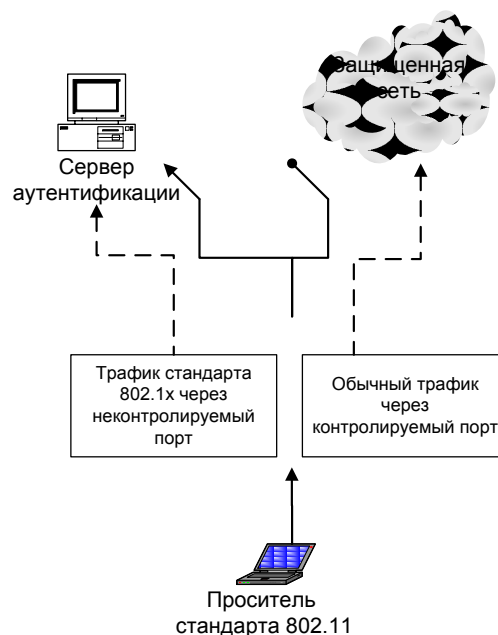 Защищенная
сеть
Сервер
аутентификации
Трафик стандарта
802.1x через
неконтролируемый
порт
Обычный трафик
через
контролируемый порт
Проситель
стандарта 802.11